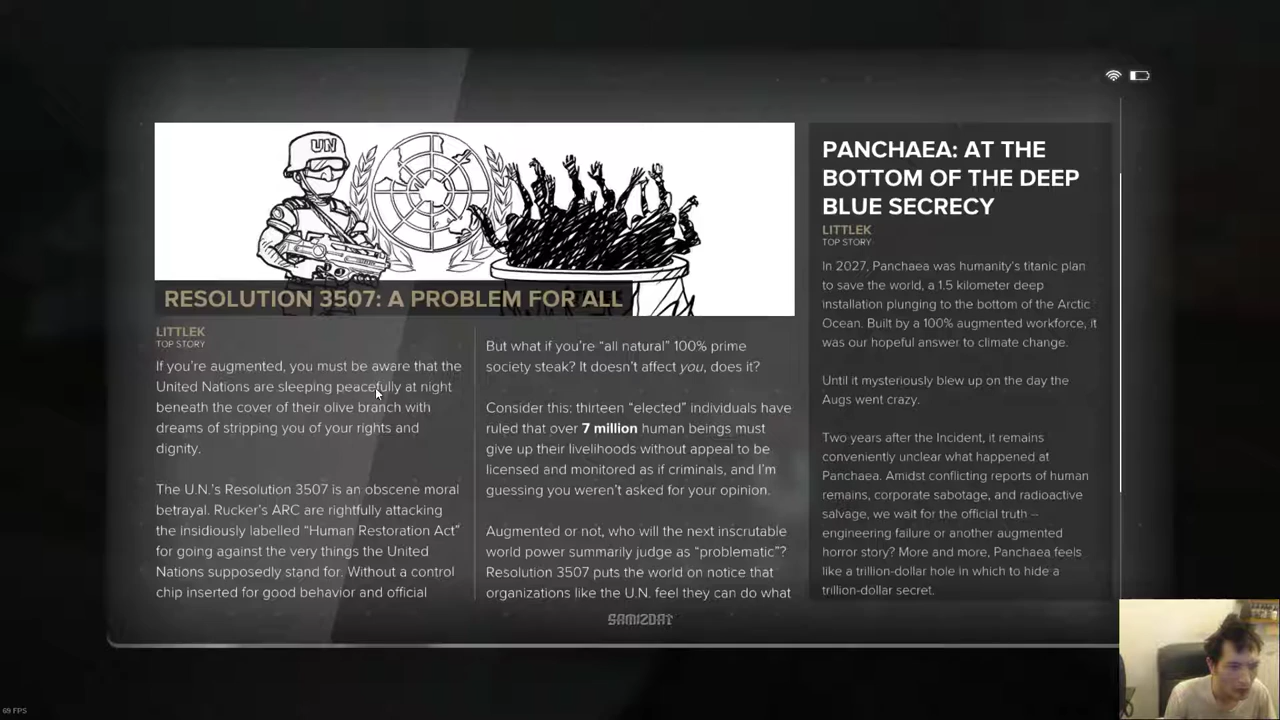 UN
RESOLUTION 3507: A PROBLEM FOR ALL
LITTLEK
TOP STORY
If you're augmented, you must be aware that the
United Nations are sleeping peacefully at night
beneath the cover of their olive branch with
dreams of stripping you of your rights and
dignity.
The U.N.'s Resolution 3507 is an obscene moral
betrayal. Rucker's ARC are rightfully attacking
the insidiously labelled “Human Restoration Act”
for going against the very things the United
Nations supposedly stand for. Without a control
chip inserted for good behavior and official
But what if you're “all natural” 100% prime
society steak? It doesn't affect you, does it?
Consider this: thirteen “elected” individuals have
ruled that over 7 million human beings must
give up their livelihoods without appeal to be
licensed and monitored as if criminals, and I'm
guessing you weren't asked for your opinion.
Augmented or not, who will the next inscrutable
world power summarily judge as “problematic”?
Resolution 3507 puts the world on notice that
organizations like the U.N. feel they can do what
PANCHAEA: AT THE
BOTTOM OF THE DEEP
BLUE SECRECY
LITTLEK
TOP STORY
In 2027, Panchaea was humanity's titanic plan
to save the world, a 1.5 kilometer deep
installation plunging to the bottom of the Arctic
Ocean. Built by a 100% augmented workforce, it
was our hopeful answer to climate change.
Until it mysteriously blew up on the day the
Augs went crazy.
Two years after the Incident, it remains
conveniently unclear what happened at
Panchaea. Amidst conflicting reports of human
remains, corporate sabotage, and radioactive
salvage, we wait for the official truth –
engineering failure or another augmented
horror story? More and more, Panchaea feels
like a trillion-dollar hole in which to hide a
trillion-dollar secret.
SAMIZDAT
69 FPS